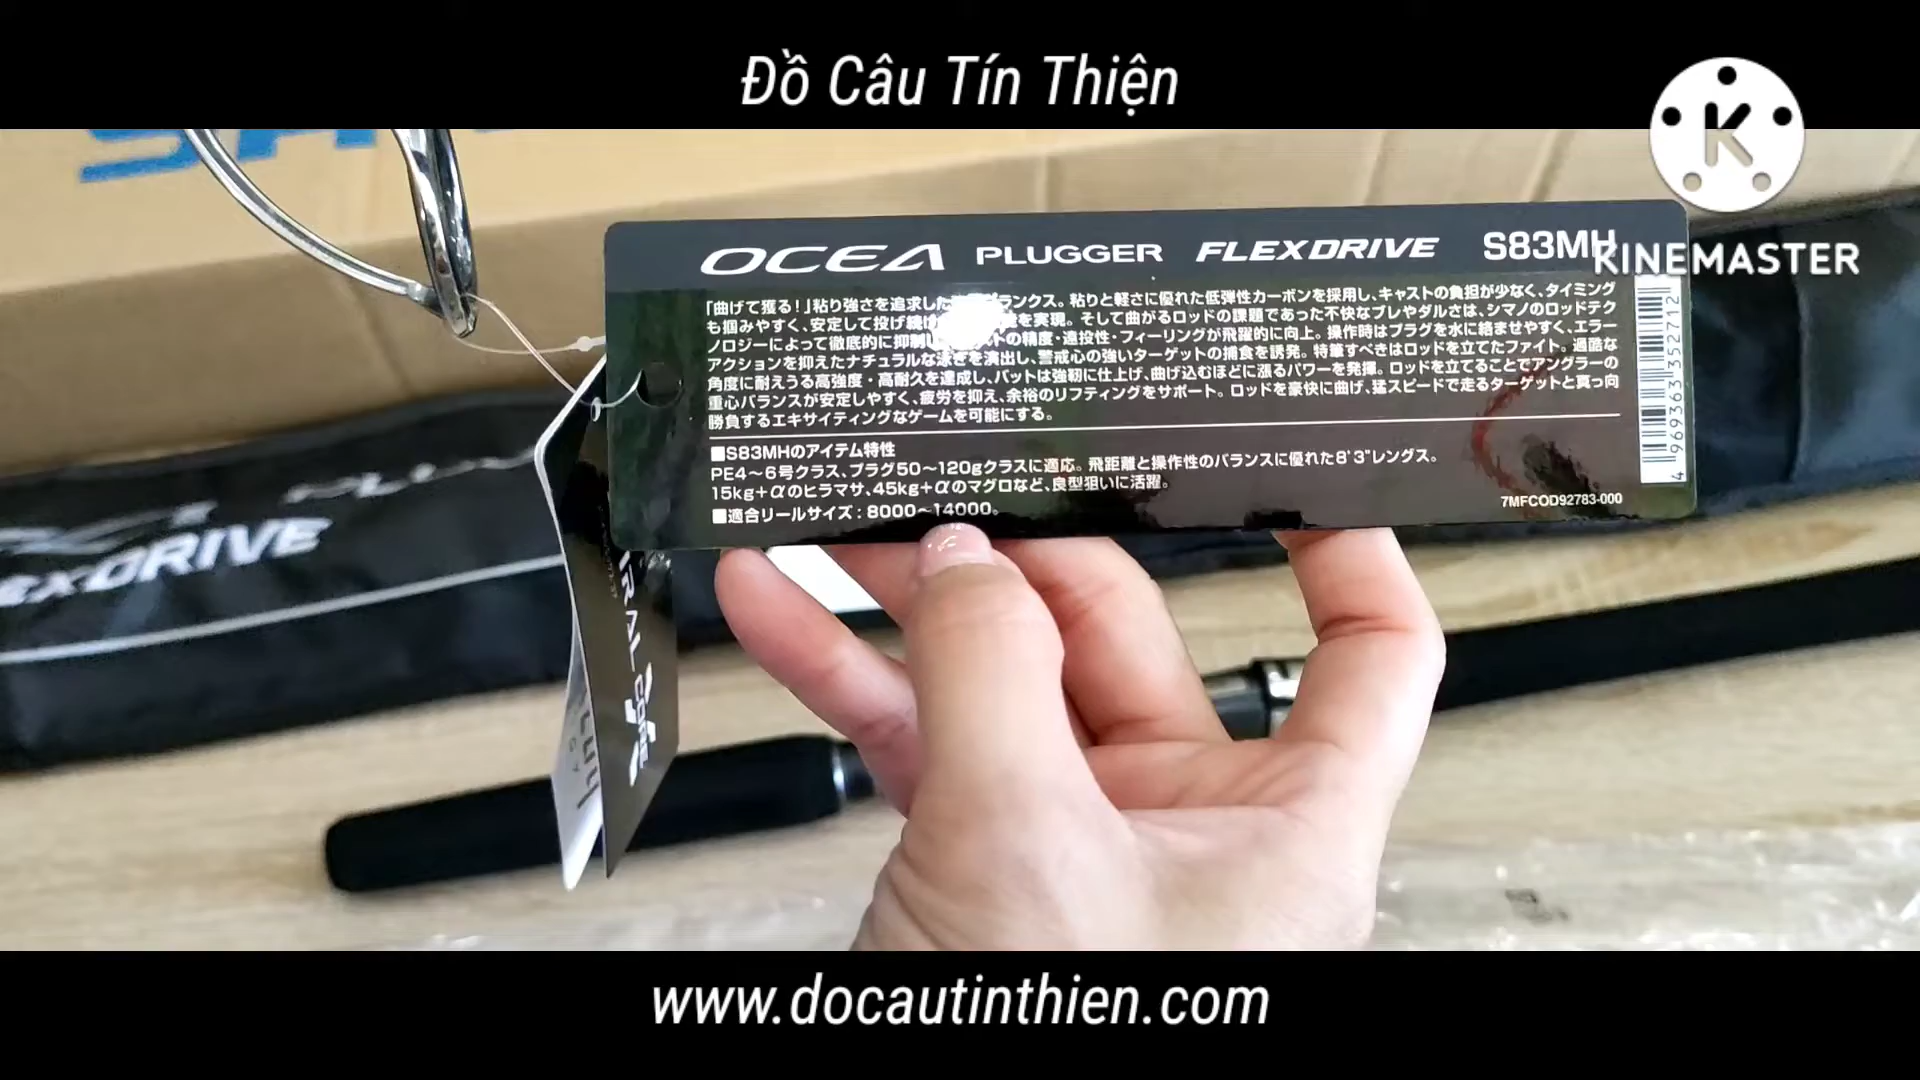 Đồ Câu Tín Thiện
KINEMASTER
OCEA PLUGGER FLEXDRIVE S83MH
「曲げて獲る!」粘り強さを追求した ブランクス。粘りと軽さに優れた低弾性カーボンを採用し、キャストの負担が少なく、タイミング
も掴みやすく、安定して投げ続け を実現。そして曲がるロッドの課題であった不快なブレやダルさは、シマノのロッドテク
ノロジーによって徹底的に抑制し トの精度・遠投性・フィーリングが飛躍的に向上。操作時はプラグを水に絡ませやすく、エラー
アクションを抑えたナチュラルな泳ぎを演出し、警戒心の強いターゲットの捕食を誘発。特筆すべきはロッドを立てたファイト。過酷な
角度に耐えうる高強度・高耐久を達成し、バットは強靭に仕上げ、曲げ込むほどに漲るパワーを発揮。ロッドを立てることでアングラーの
重心バランスが安定しやすく、疲労を抑え、余裕のリフティングをサポート。ロッドを豪快に曲げ、猛スピードで走るターゲットと真っ向
勝負するエキサイティングなゲームを可能にする。
■S83MHのアイテム特性
PE4～6号クラス、プラグ50～120gクラスに適応。飛距離と操作性のバランスに優れた8'3"レングス。
15kg+αのヒラマサ、45kg+αのマグロなど、良型狙いに活躍。
■適合リールサイズ:8000～14000。
7MFCOD92783-000
4 969363 352712
FLEXDRIVE
www.docautinthien.com